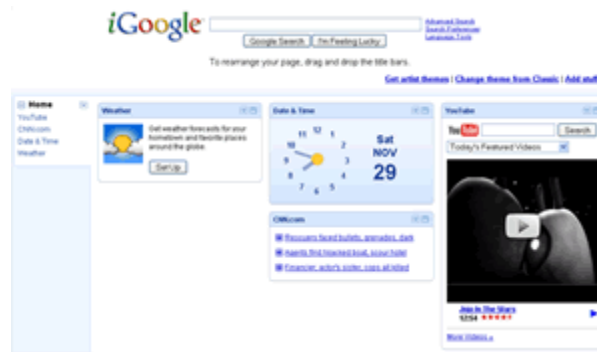 iGoogle
Advanced Search
Search Preferences
Language Tools
Google Search
I'm Feeling Lucky
To rearrange your page, drag and drop the title bars.
Get artist themes | Change theme from Classic | Add stuff
Home
YouTube
CNN.com
Date & Time
Weather
Weather
Get weather forecasts for your
hometown and favorite places
around the globe.
Set Up
Date & Time
12
11 1
10 2
9 3
8 4
7 6 5
Sat
NOV
29
CNN.com
Rescuers faced bullets, grenades, dark
Agents find hijacked boat, scour hotel
Financier, actor's sister, cops all killed
YouTube
YouTube
Search
Today's Featured Videos
Join In The Stars
12:54
More Videos »